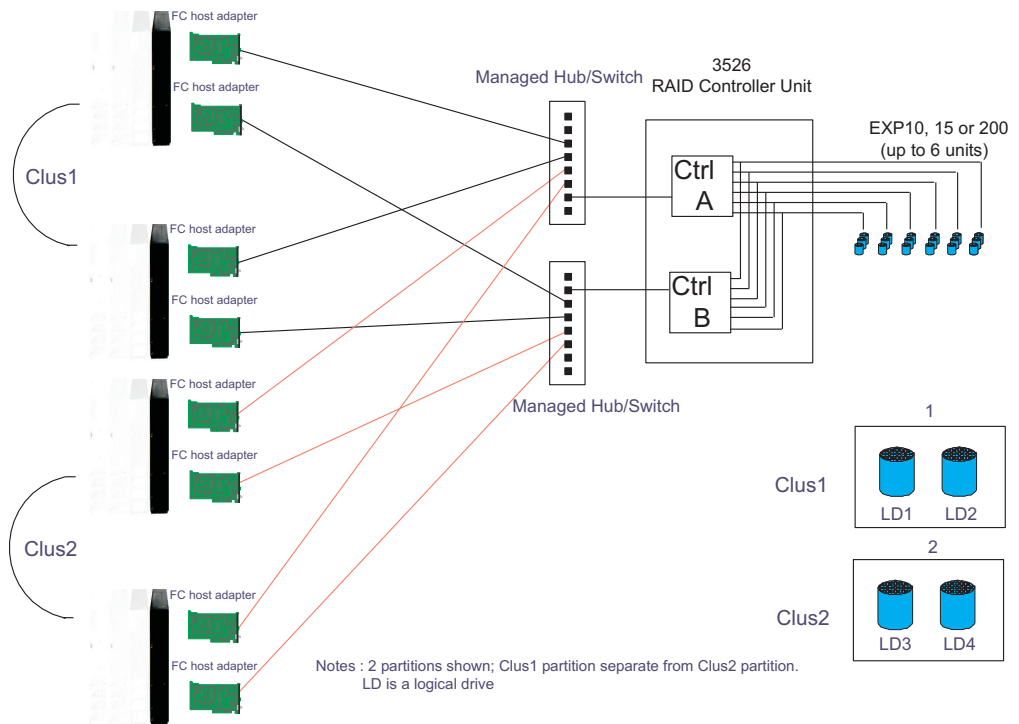 FC host adapter
FC host adapter
Clus1
FC host adapter
FC host adapter
FC host adapter
FC host adapter
Clus2
FC host adapter
FC host adapter
Managed Hub/Switch
3526
RAID Controller Unit
Ctrl
A
Ctrl
B
EXP10, 15 or 200
(up to 6 units)
Managed Hub/Switch
1
Clus1
LD1 LD2
2
Clus2
LD3 LD4
Notes : 2 partitions shown; Clus1 partition separate from Clus2 partition.
LD is a logical drive